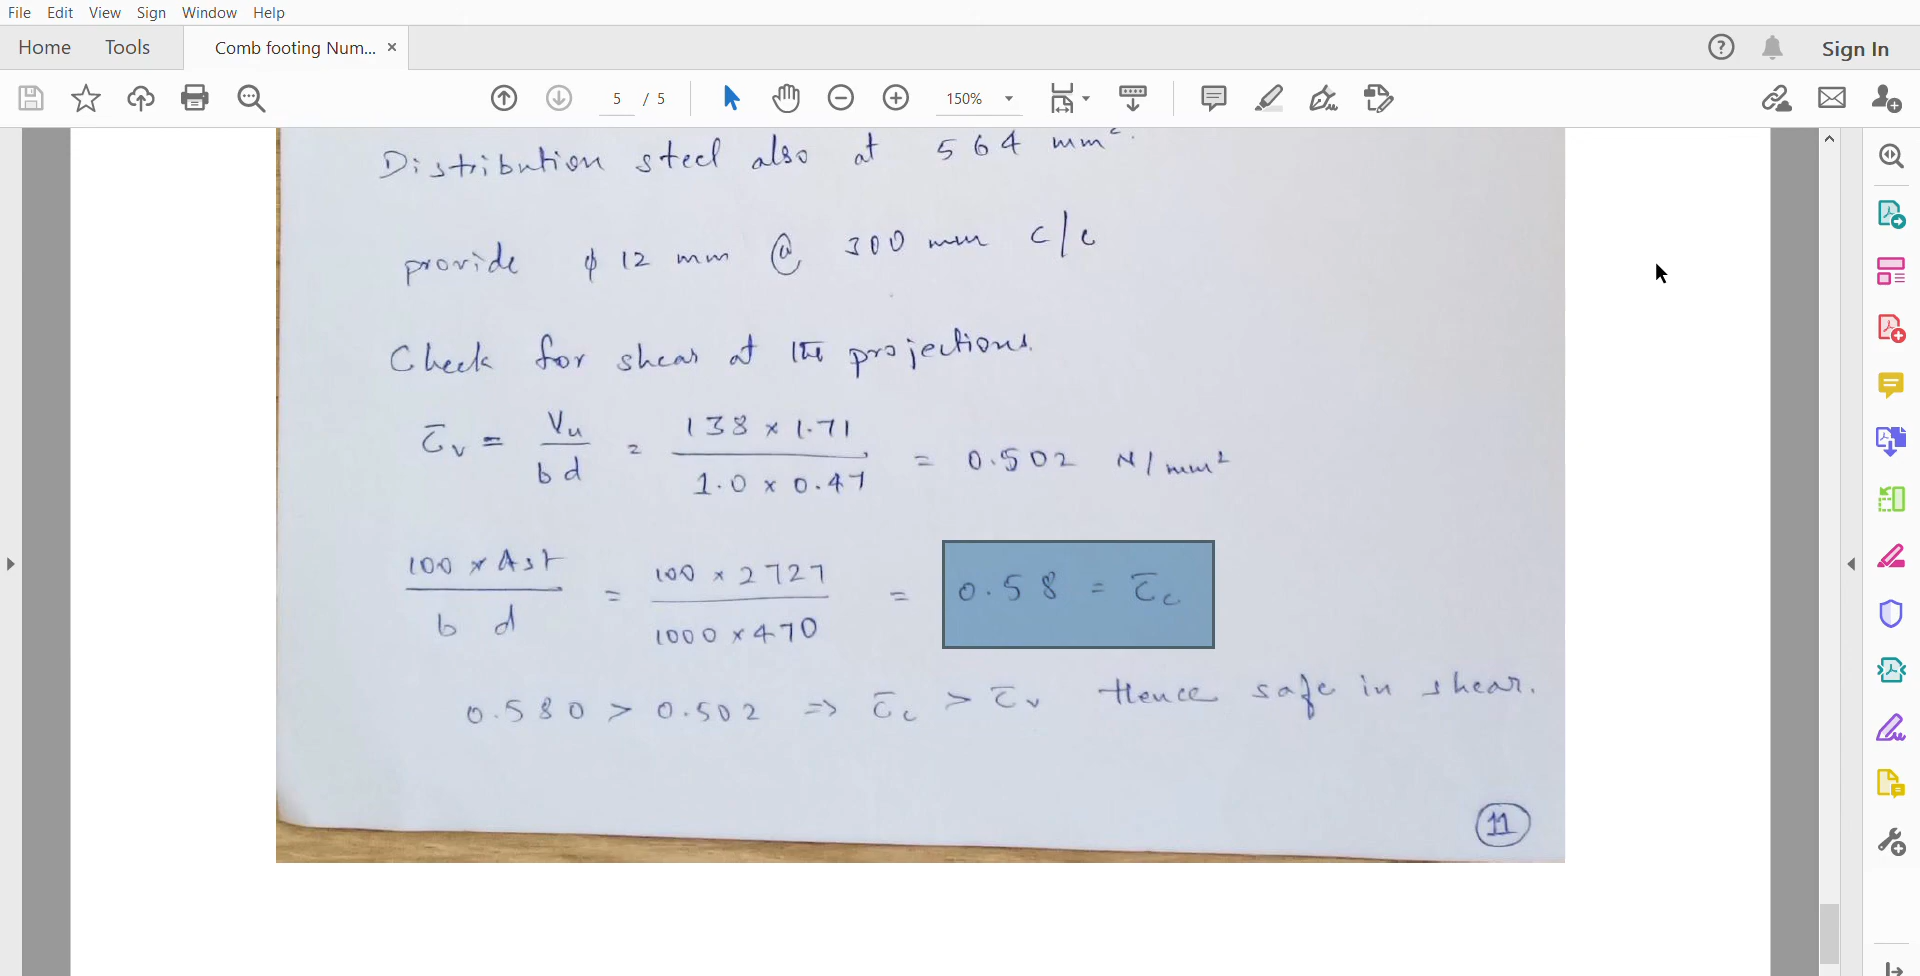 File Edit View Sign Window Help
Home Tools Comb footing Num... × Sign In
5 / 5 150%
Distribution steel also at 564 mm².
provide ϕ 12 mm @ 300 mm c/c
Check for shear at the projections.
τv = Vu / b d = 138 × 1.71 / 1.0 × 0.47 = 0.502 N/mm²
100 × Ast / b d = 100 × 2727 / 1000 × 470 = 0.58 = τc
0.580 > 0.502 ⇒ τc > τv Hence safe in shear.
11